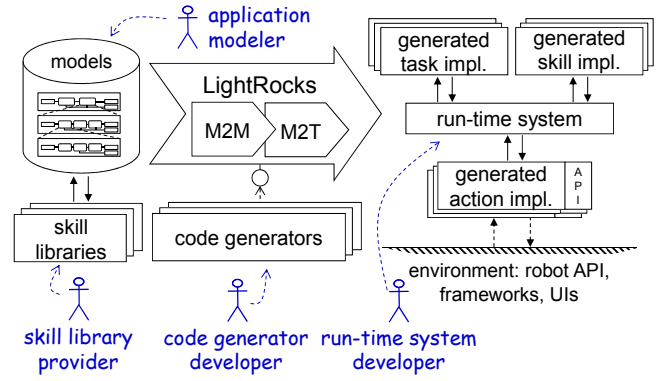 application
modeler
models
LightRocks
M2M
M2T
generated
task impl.
generated
skill impl.
run-time system
generated
action impl.
A
P
I
skill
libraries
code generators
environment: robot API,
frameworks, UIs
skill library
provider
code generator
developer
run-time system
developer